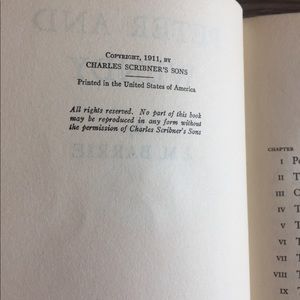 Copyright, 1911, by
CHARLES SCRIBNER'S SONS
Printed in the United States of America
All rights reserved. No part of this book
may be reproduced in any form without
the permission of Charles Scribner's Sons
CHAPTER
I
II
III
IV
V
VI
VII
VIII
IX